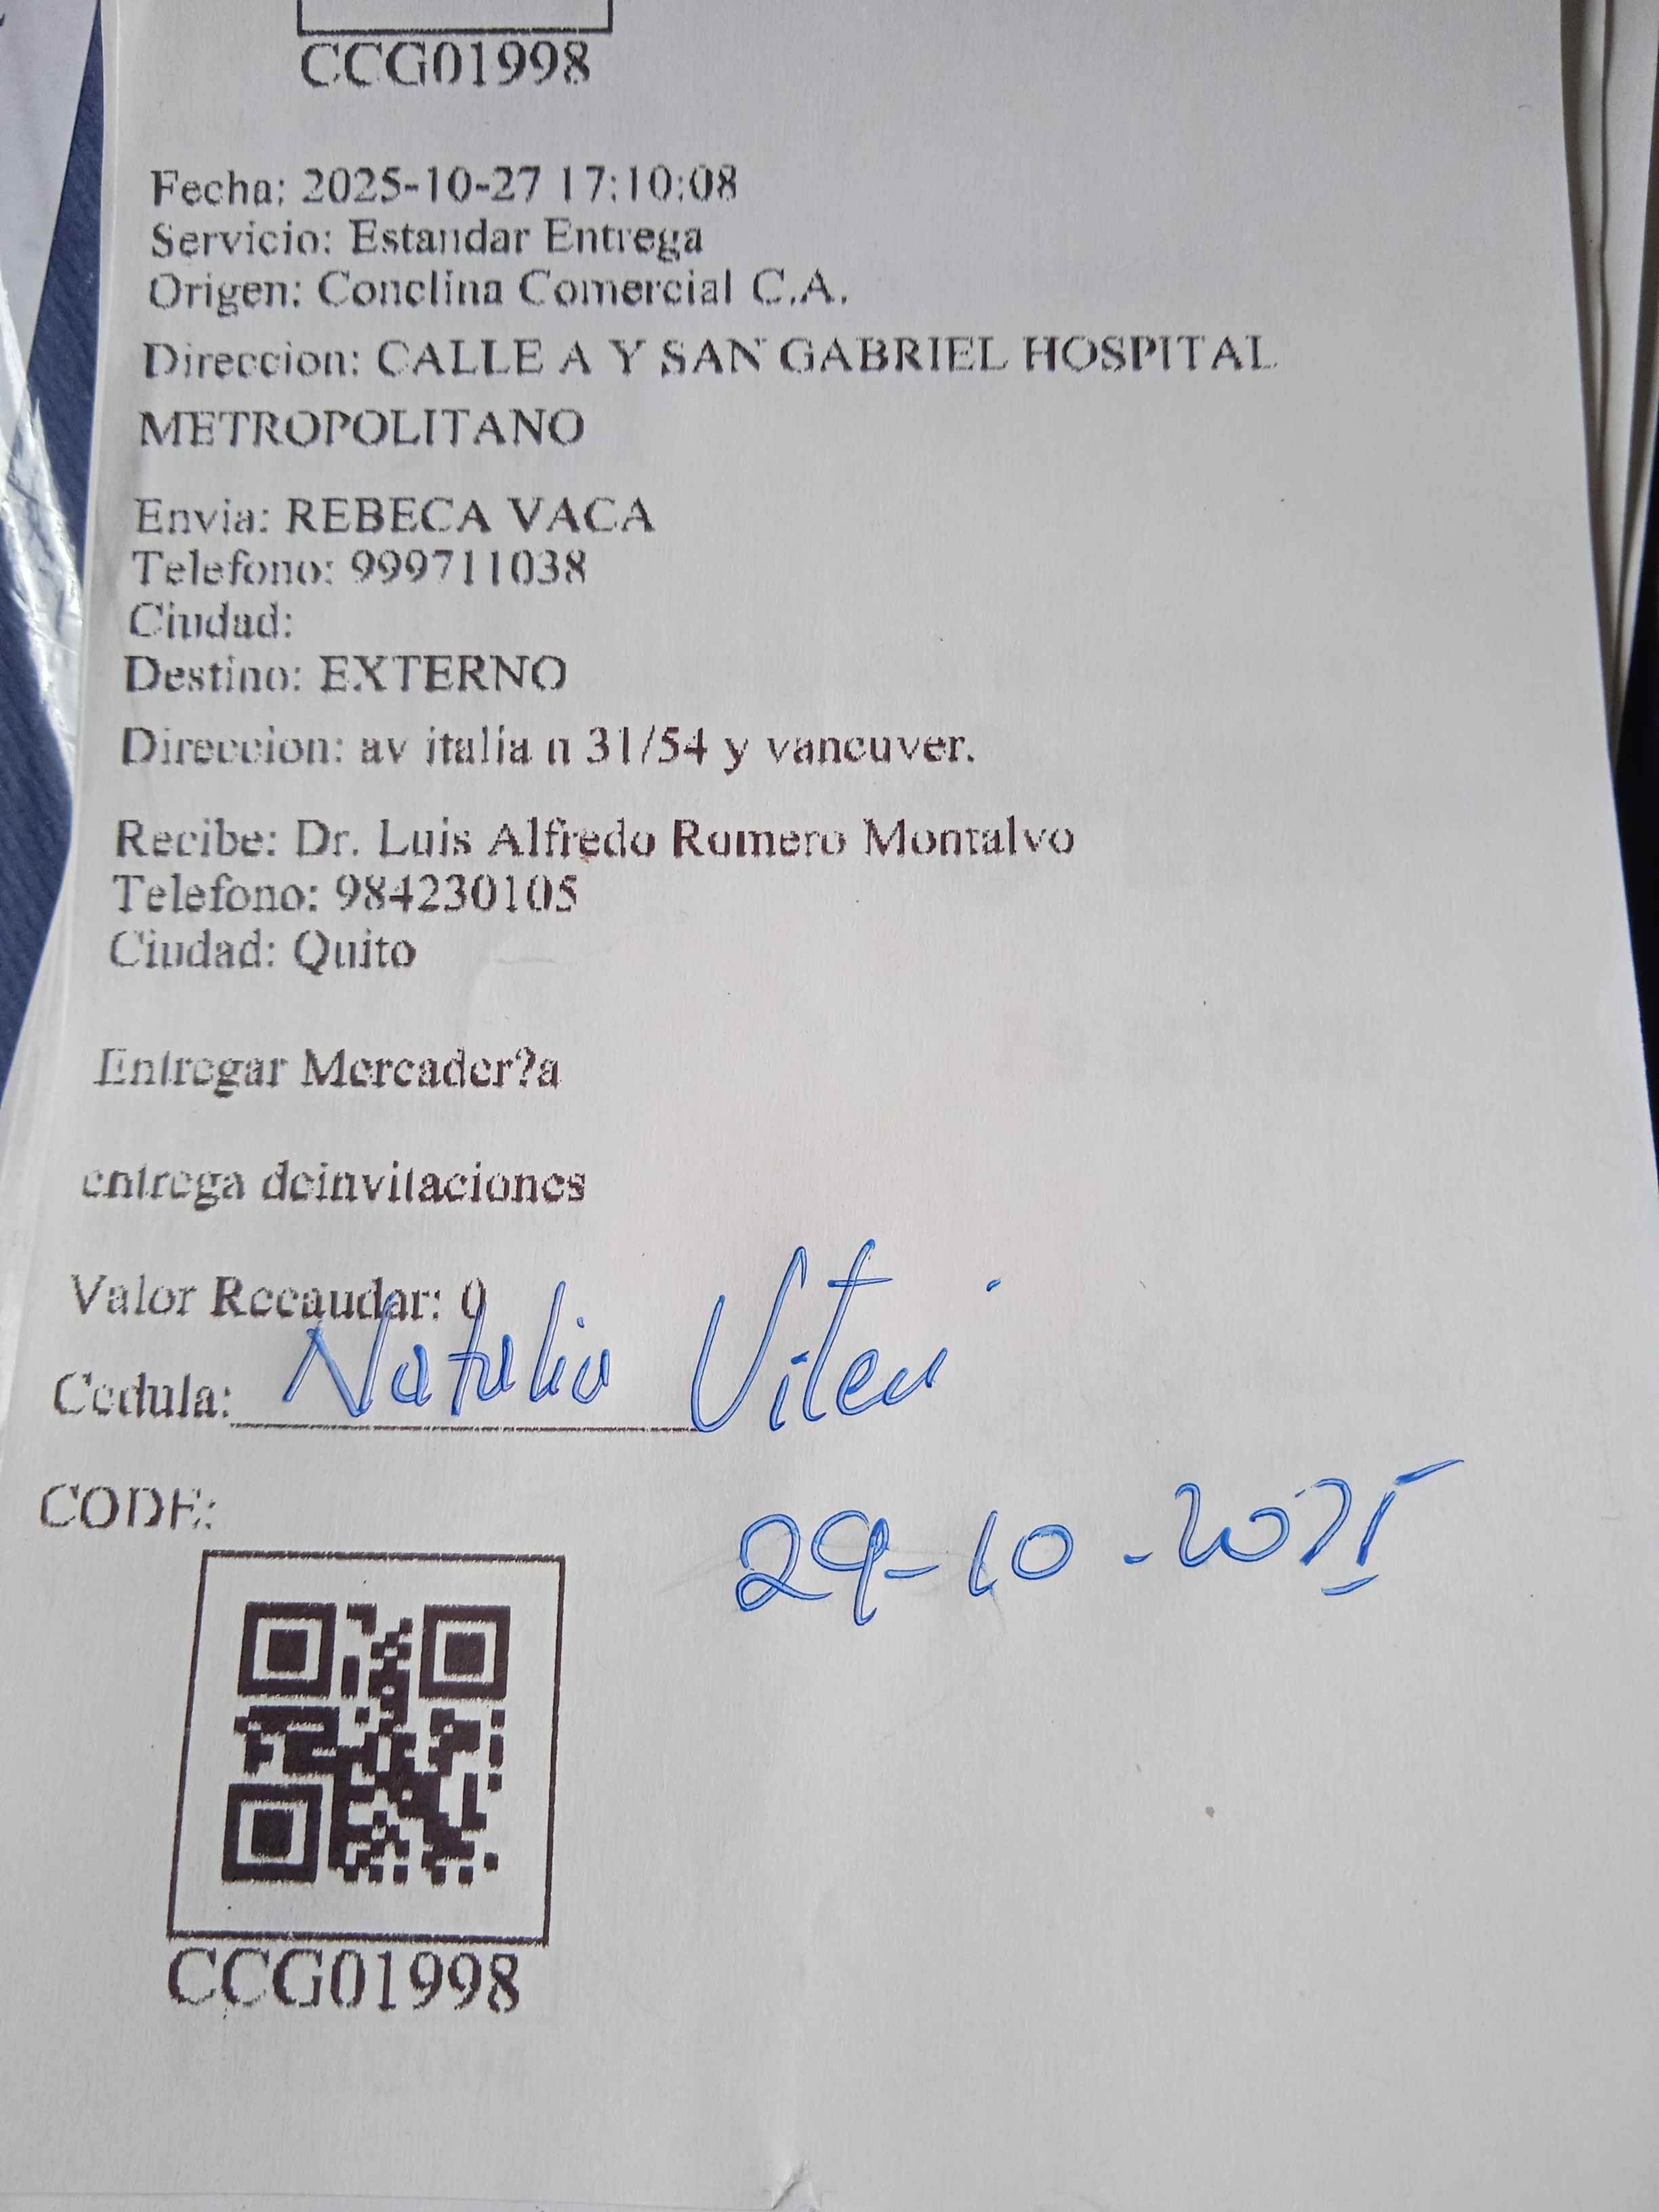 CCG01998
Fecha: 2025-10-27 17:10:08
Servicio: Estandar Entrega
Origen: Conclina Comercial C.A.
Direccion: CALLE A Y SAN GABRIEL HOSPITAL
METROPOLITANO
Envia: REBECA VACA
Telefono: 999711038
Ciudad:
Destino: EXTERNO
Direccion: av italia n 31/54 y vancuver.
Recibe: Dr. Luis Alfredo Romero Montalvo
Telefono: 984230105
Ciudad: Quito
Entregar Mercader?a
entrega deinvitaciones
Valor Recaudar: 0
Cedula: Natalia Viteri
CODE:
29-10-2025
CCG01998